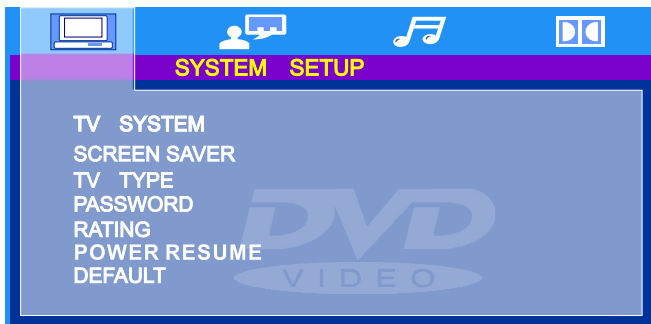 SYSTEM SETUP
TV SYSTEM
SCREEN SAVER
TV TYPE
PASSWORD
RATING
POWER RESUME
DEFAULT
DVD
VIDEO